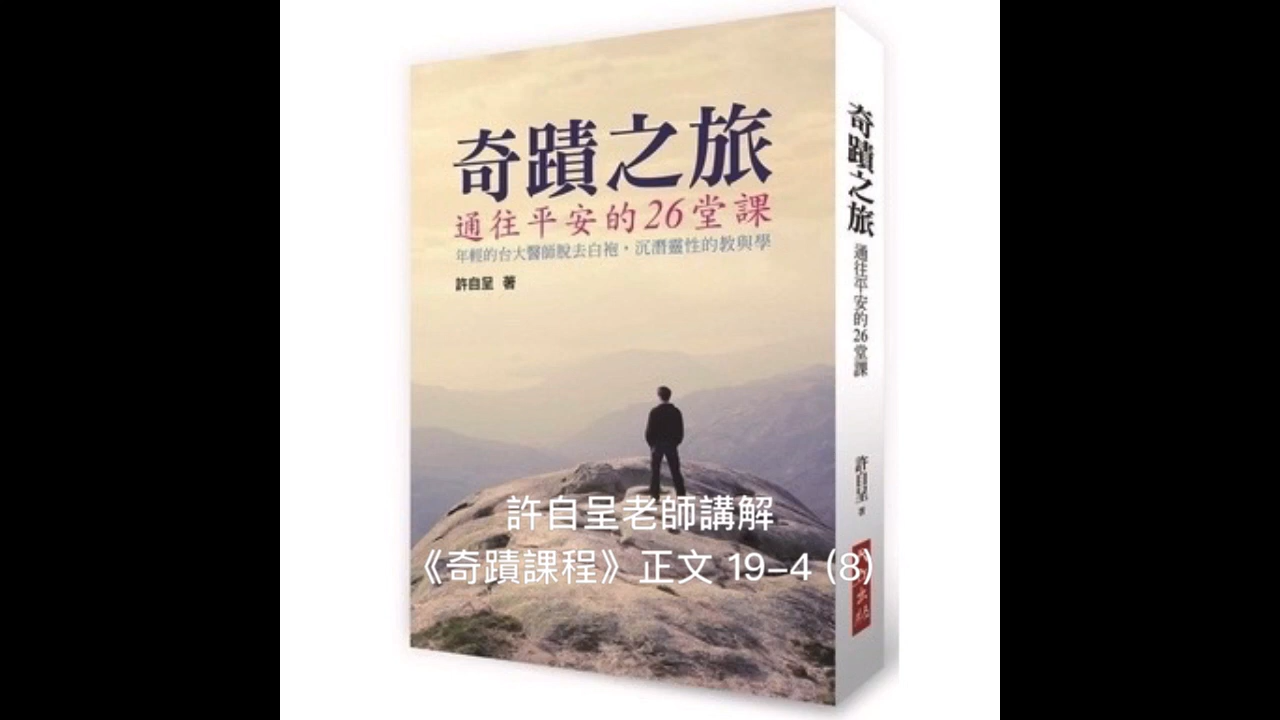 奇蹟之旅
通往平安的26堂課
年輕的台大醫師脫去白袍，沉潛靈性的教與學
許自呈 著
奇蹟之旅
通往平安的26堂課
許自呈 著
許自呈老師講解
《奇蹟課程》正文 19–4 (8)